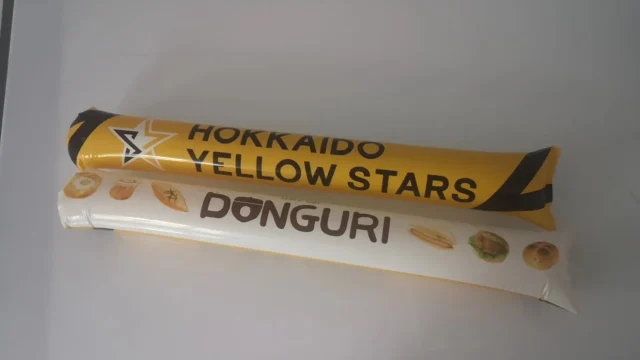 HOKKAIDO
YELLOW STARS
DONGURI